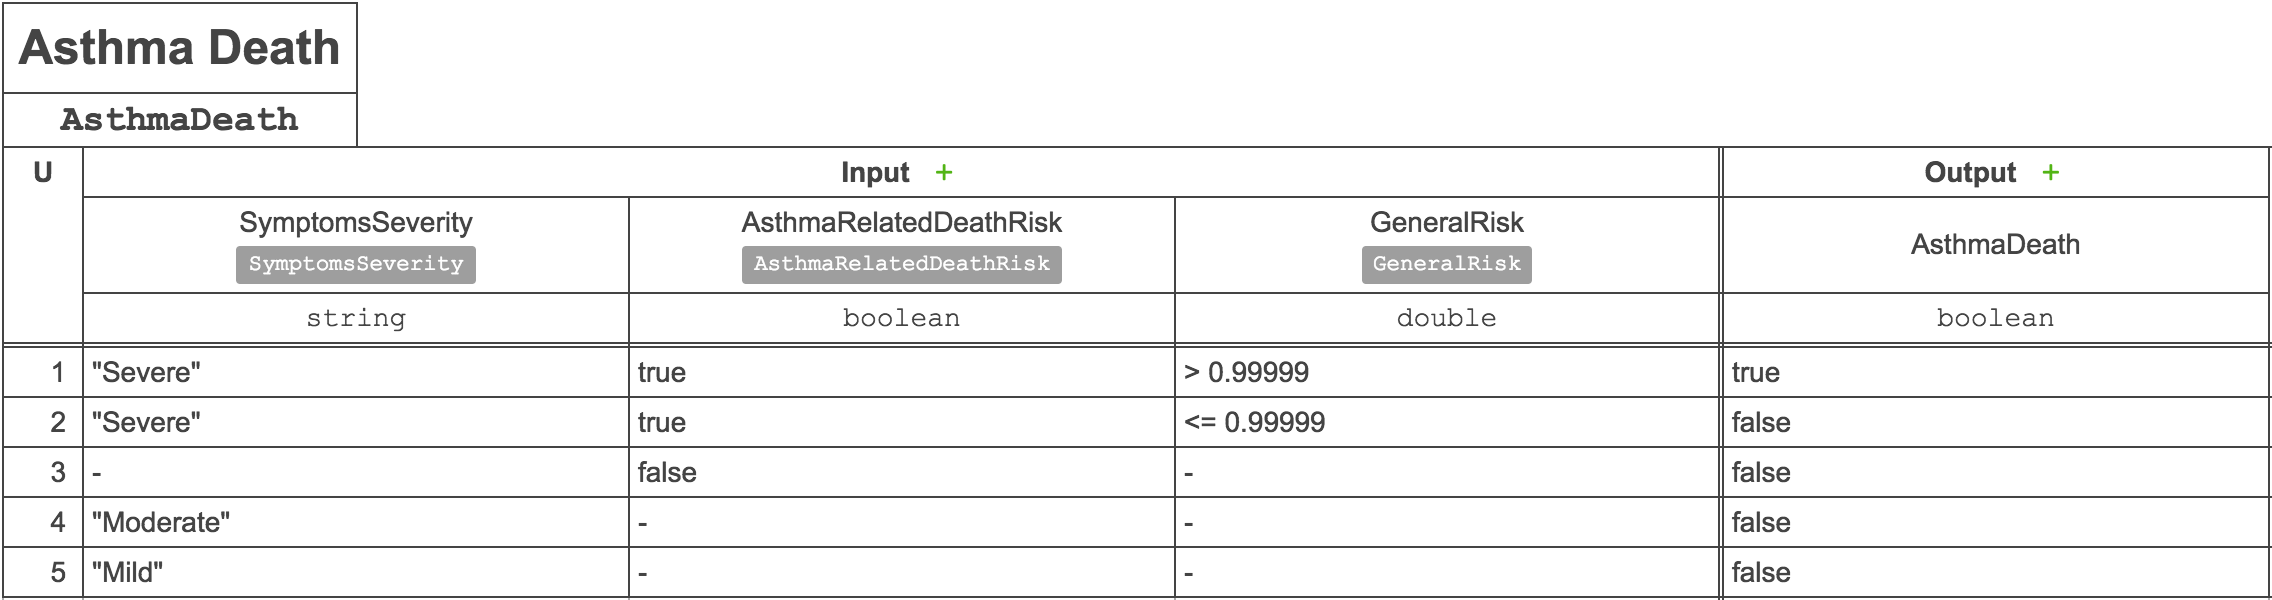 Asthma Death
AsthmaDeath
U Input + Output +
SymptomsSeverity AsthmaRelatedDeathRisk GeneralRisk AsthmaDeath
SymptomsSeverity AsthmaRelatedDeathRisk GeneralRisk
string boolean double boolean
1 "Severe" true > 0.99999 true
2 "Severe" true <= 0.99999 false
3 - false - false
4 "Moderate" - - false
5 "Mild" - - false